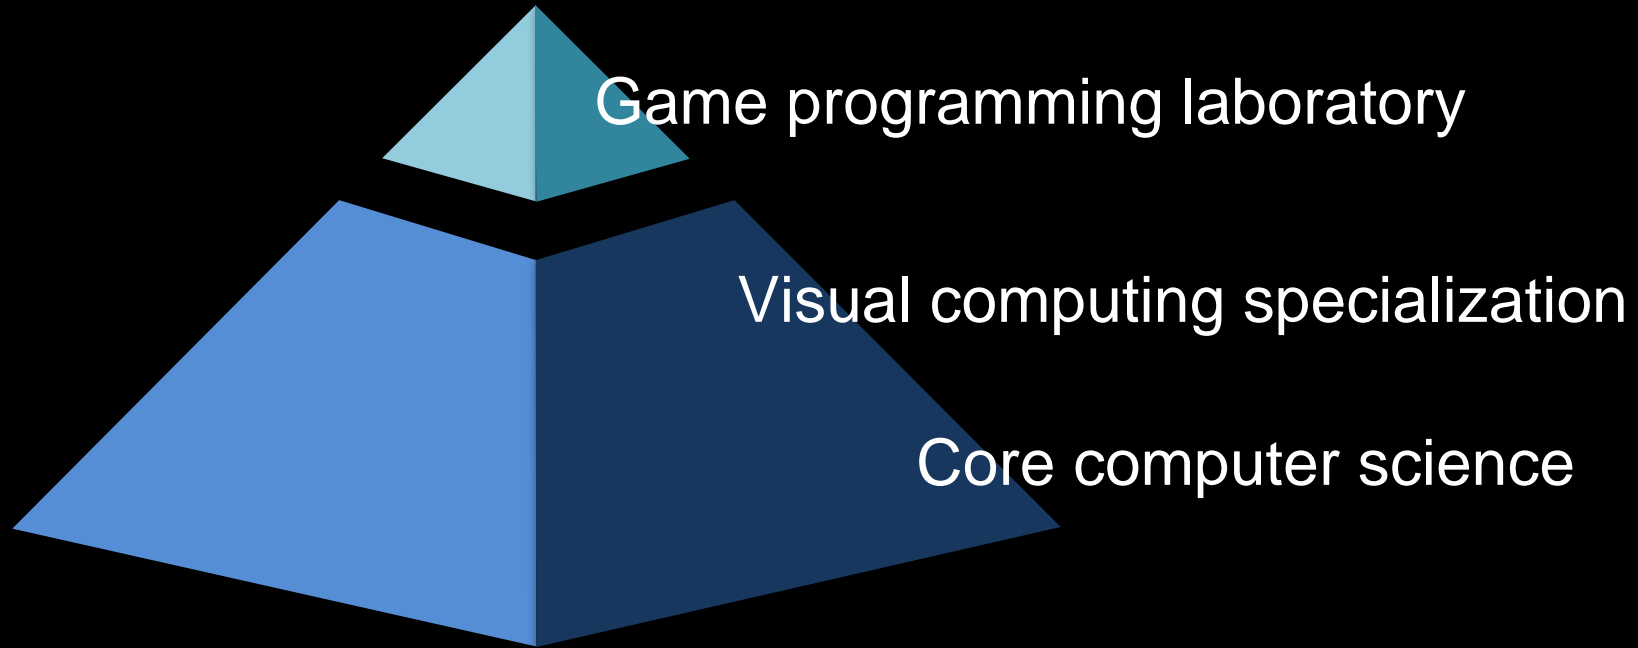 Game programming laboratory
Visual computing specialization
Core computer science